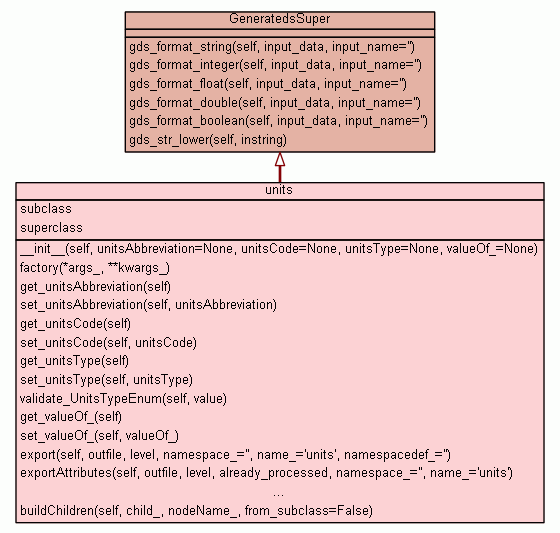 GeneratedsSuper
gds_format_string(self, input_data, input_name='')
gds_format_integer(self, input_data, input_name='')
gds_format_float(self, input_data, input_name='')
gds_format_double(self, input_data, input_name='')
gds_format_boolean(self, input_data, input_name='')
gds_str_lower(self, instring)
units
subclass
superclass
__init__(self, unitsAbbreviation=None, unitsCode=None, unitsType=None, valueOf_=None)
factory(*args_, **kwargs_)
get_unitsAbbreviation(self)
set_unitsAbbreviation(self, unitsAbbreviation)
get_unitsCode(self)
set_unitsCode(self, unitsCode)
get_unitsType(self)
set_unitsType(self, unitsType)
validate_UnitsTypeEnum(self, value)
get_valueOf_(self)
set_valueOf_(self, valueOf_)
export(self, outfile, level, namespace_='', name_='units', namespacedef_='')
exportAttributes(self, outfile, level, already_processed, namespace_='', name_='units')
...
buildChildren(self, child_, nodeName_, from_subclass=False)